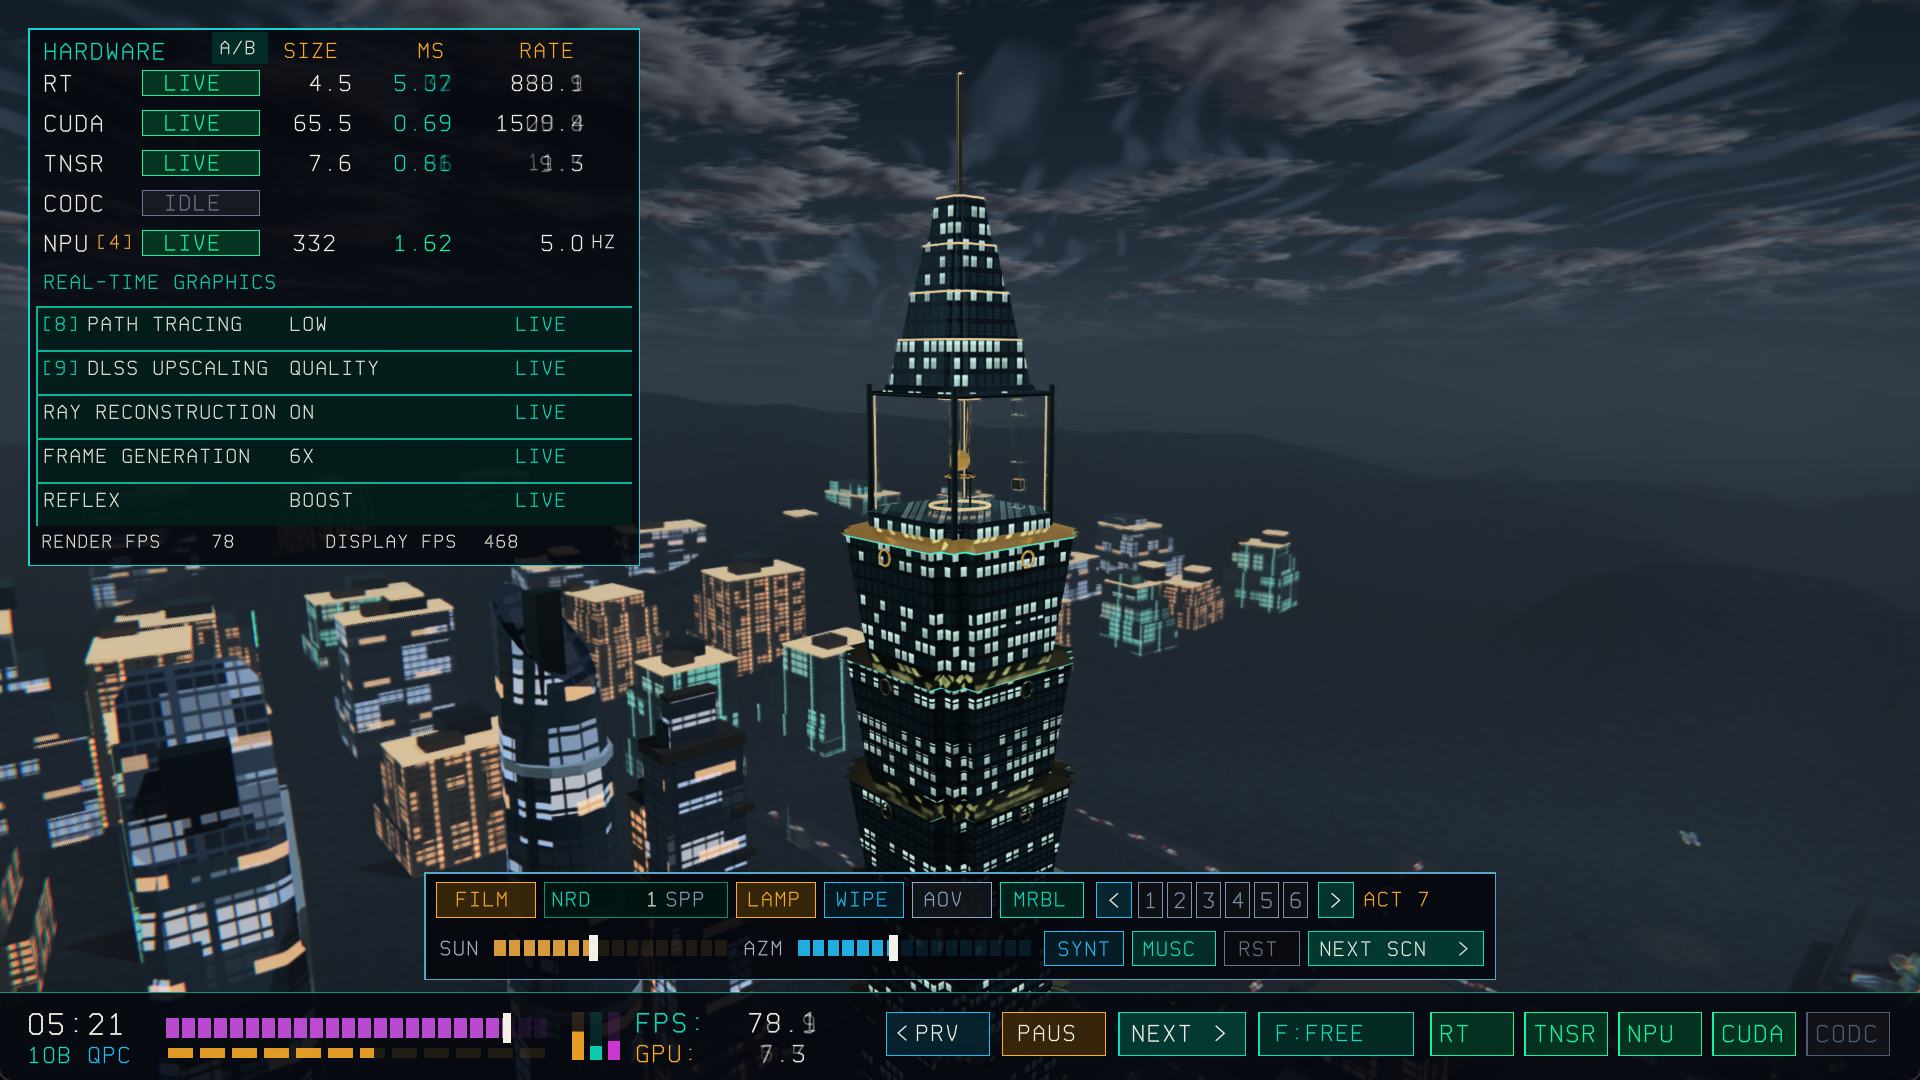 HARDWARE A/B SIZE MS RATE
RT LIVE 4.5
CUDA LIVE 65.5 0.69
TNSR LIVE 7.6
CODC IDLE
NPU [4] LIVE 332 1.62 5.0 HZ
REAL-TIME GRAPHICS
[8] PATH TRACING LOW LIVE
[9] DLSS UPSCALING QUALITY LIVE
RAY RECONSTRUCTION ON LIVE
FRAME GENERATION 6X LIVE
REFLEX BOOST LIVE
RENDER FPS 78 DISPLAY FPS 468
FILM NRD 1 SPP LAMP WIPE AOV MRBL < 1 2 3 4 5 6 > ACT 7
SUN AZM SYNT MUSC RST NEXT SCN >
05:21 FPS: <PRV PAUS NEXT > F:FREE RT TNSR NPU CUDA CODC
10B QPC GPU: